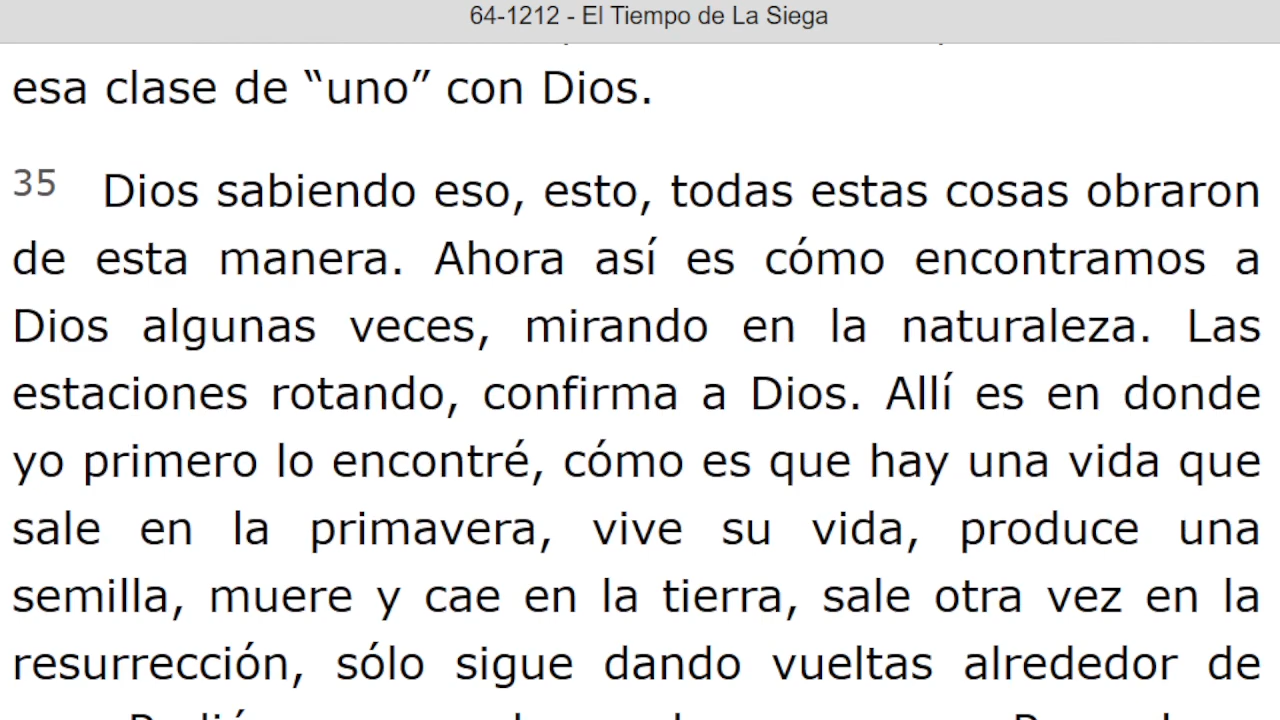 64-1212 - El Tiempo de La Siega
esa clase de “uno” con Dios.
35 Dios sabiendo eso, esto, todas estas cosas obraron
de esta manera. Ahora así es cómo encontramos a
Dios algunas veces, mirando en la naturaleza. Las
estaciones rotando, confirma a Dios. Allí es en donde
yo primero lo encontré, cómo es que hay una vida que
sale en la primavera, vive su vida, produce una
semilla, muere y cae en la tierra, sale otra vez en la
resurrección, sólo sigue dando vueltas alrededor de